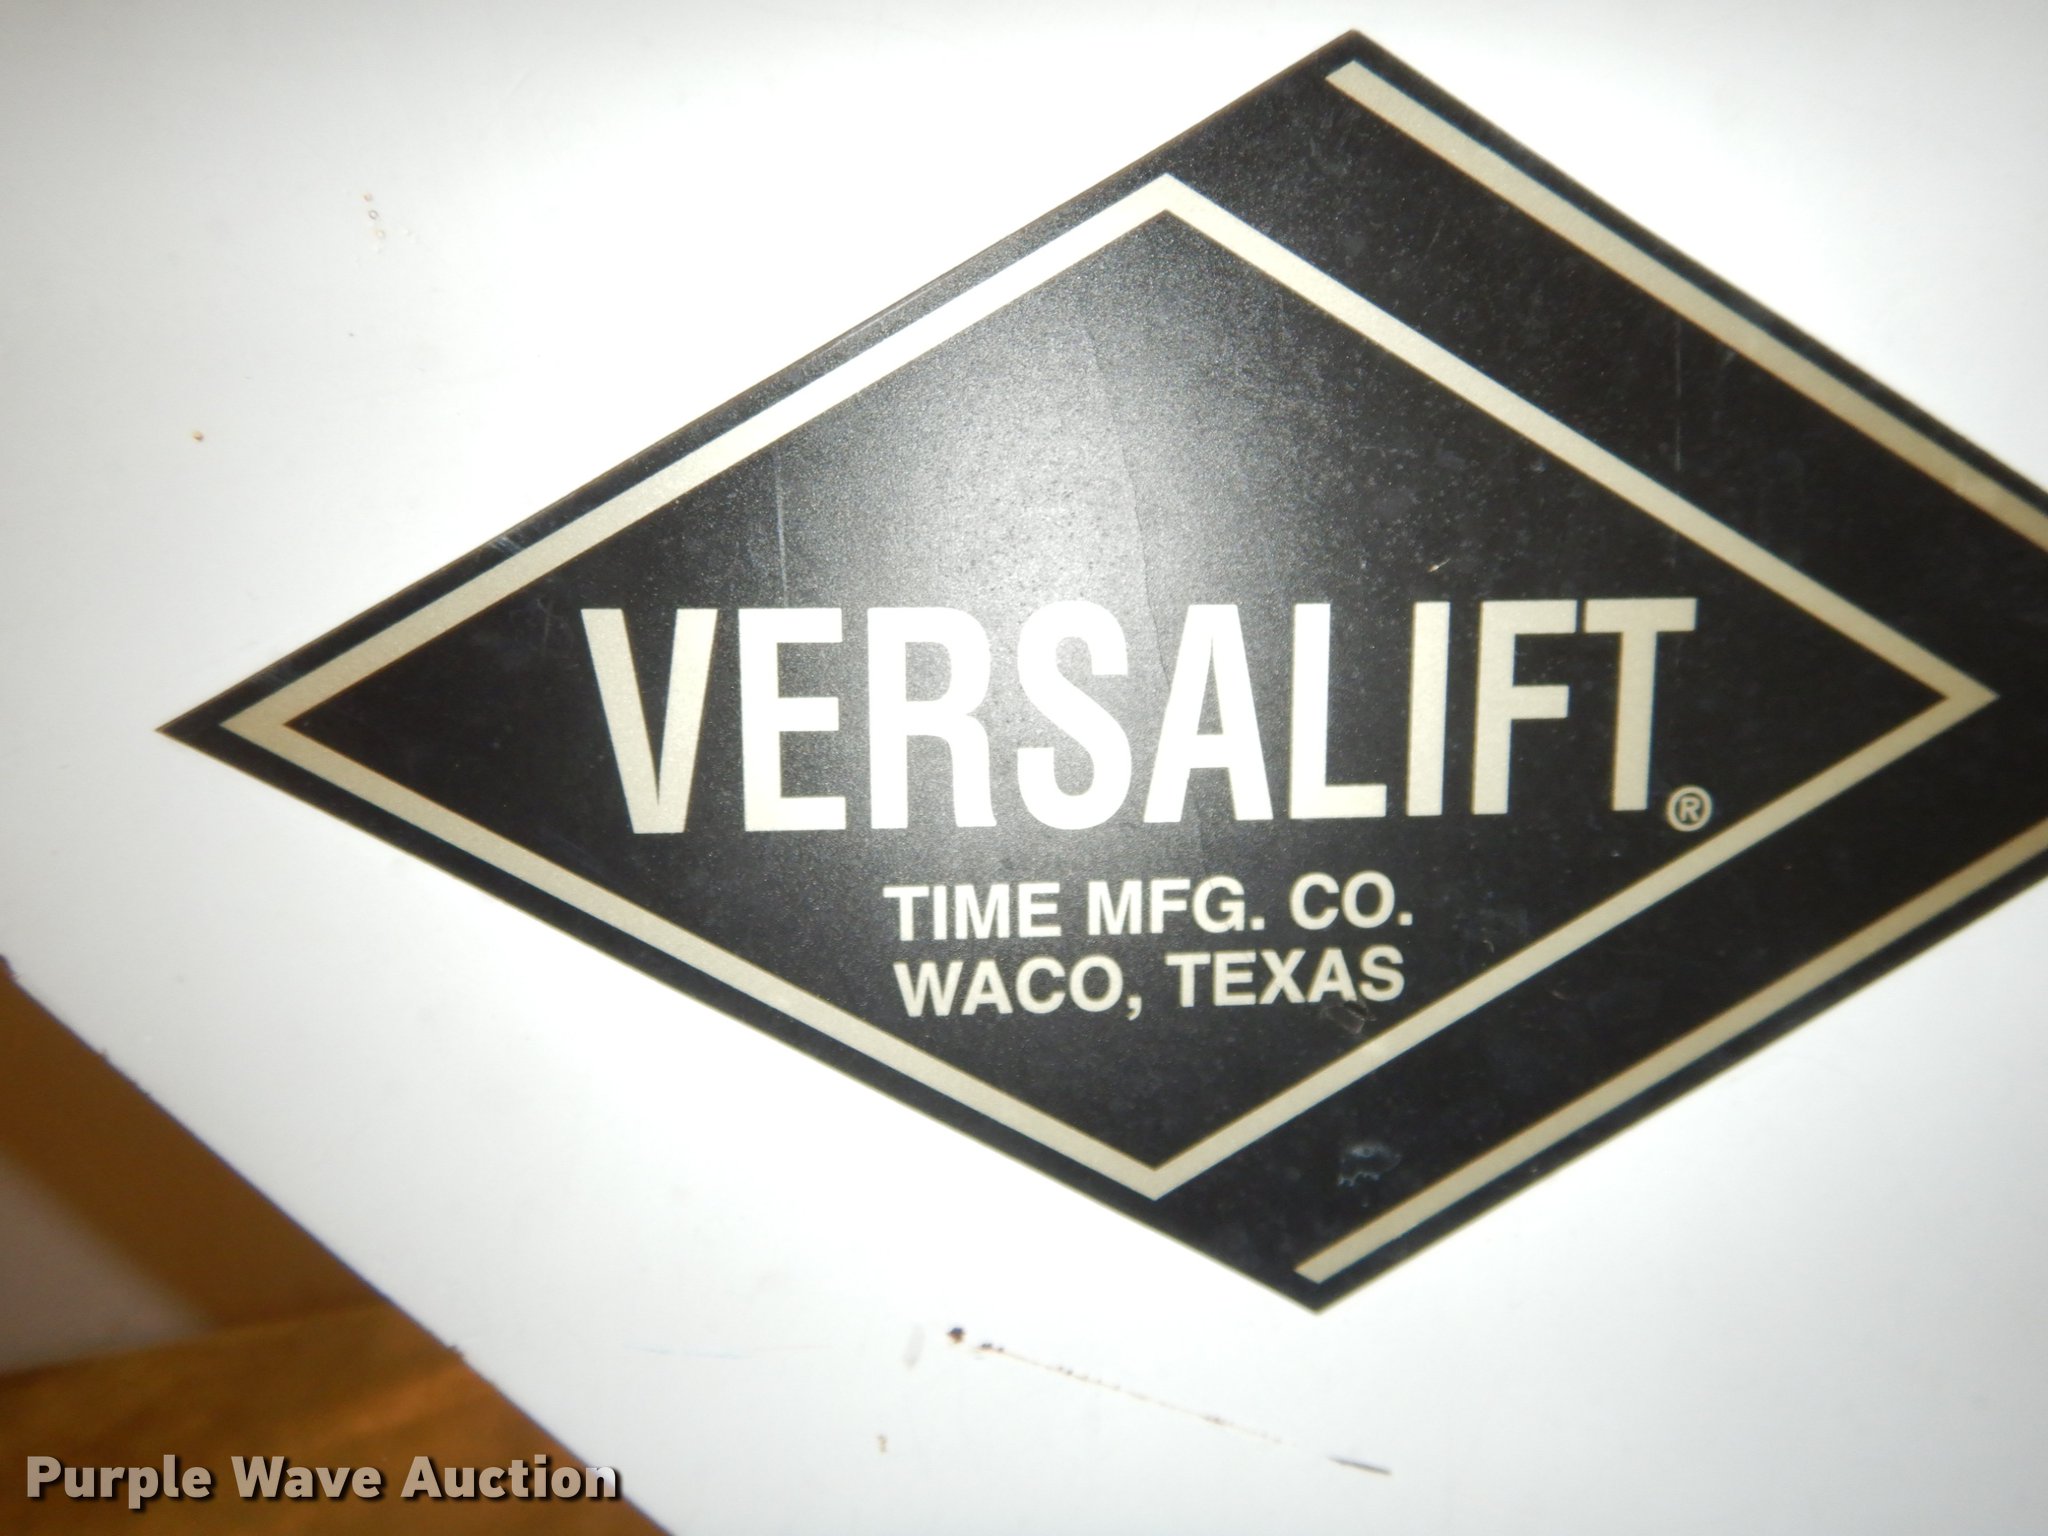 VERSALIFT®
TIME MFG. CO.
WACO, TEXAS
Purple Wave Auction